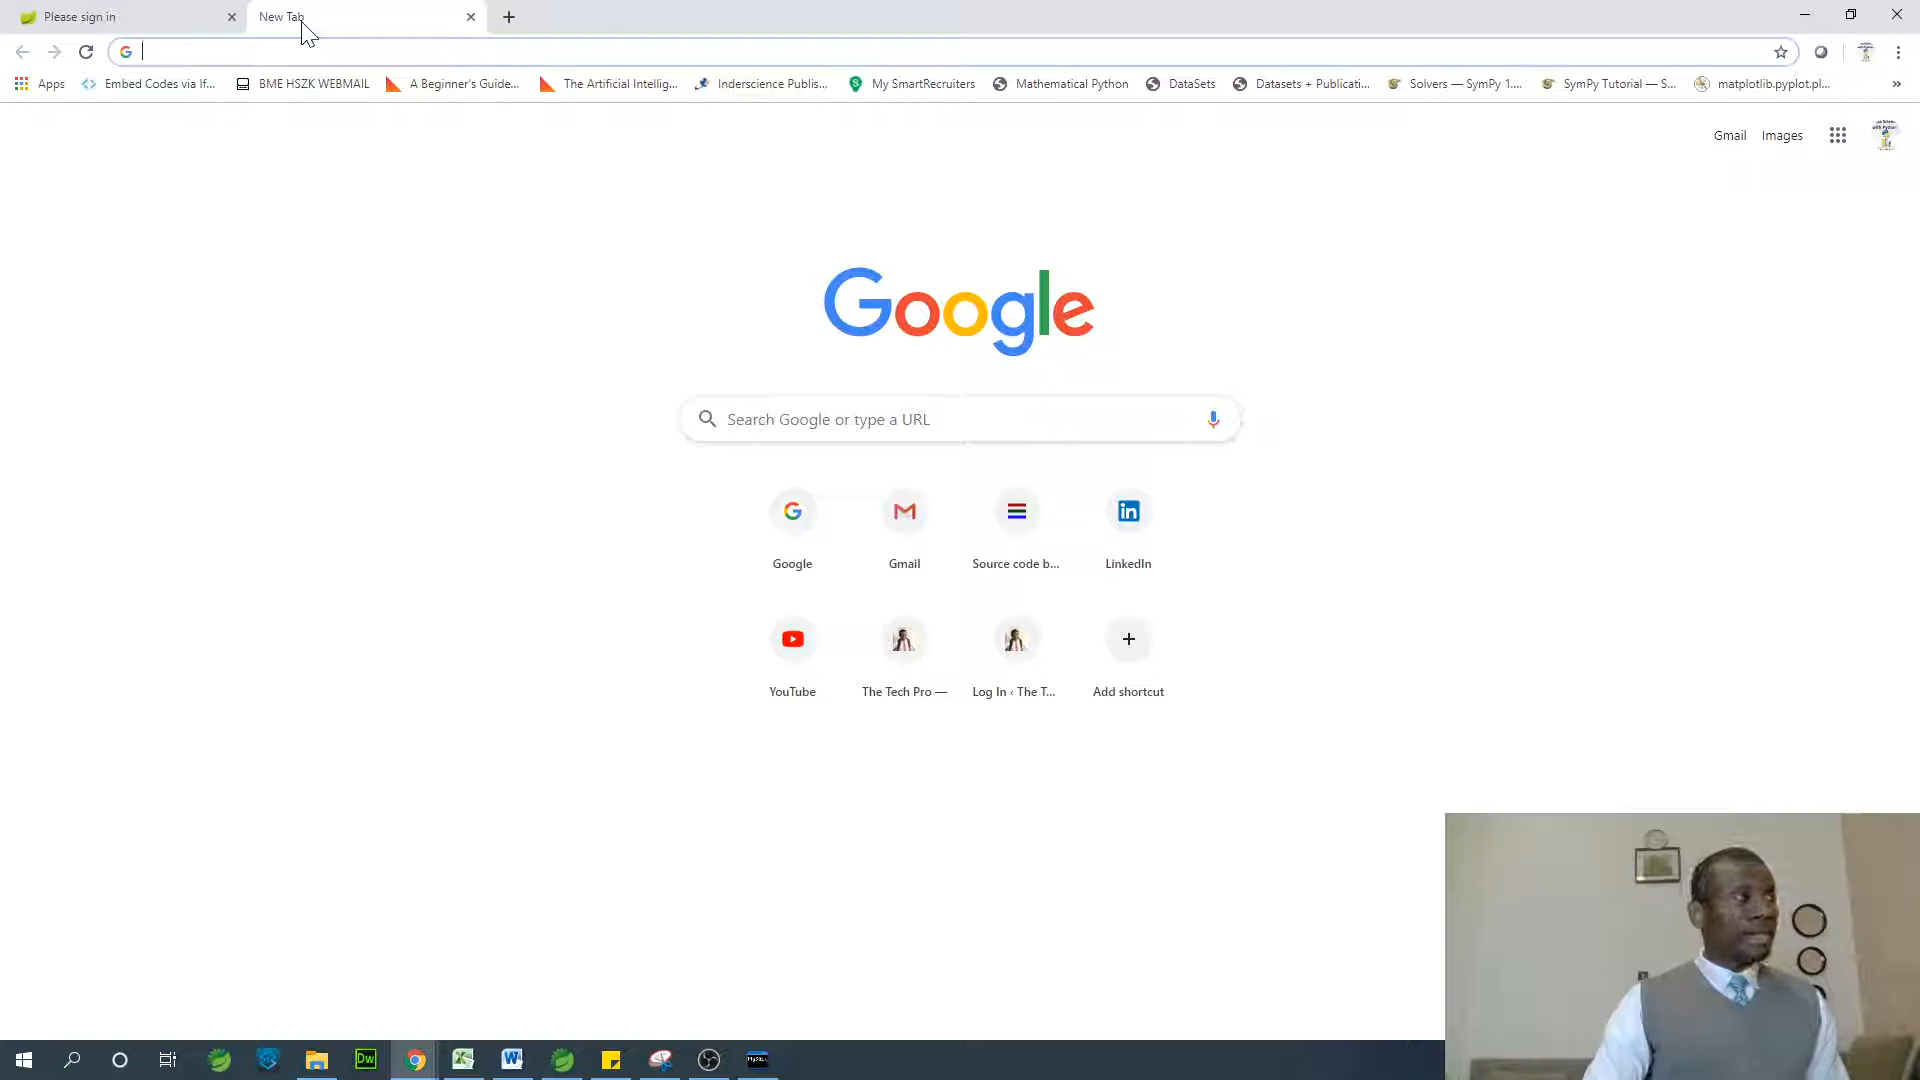 Please sign in
New Tab
Apps
Embed Codes via If...
BME HSZK WEBMAIL
A Beginner's Guide...
The Artificial Intellig...
Inderscience Publis...
My SmartRecruiters
Mathematical Python
DataSets
Datasets + Publicati...
Solvers — SymPy 1....
SymPy Tutorial — S...
matplotlib.pyplot.pl...
Gmail
Images
Google
Search Google or type a URL
Google
Gmail
Source code b...
LinkedIn
YouTube
The Tech Pro —
Log In ‹ The T...
Add shortcut
Dw